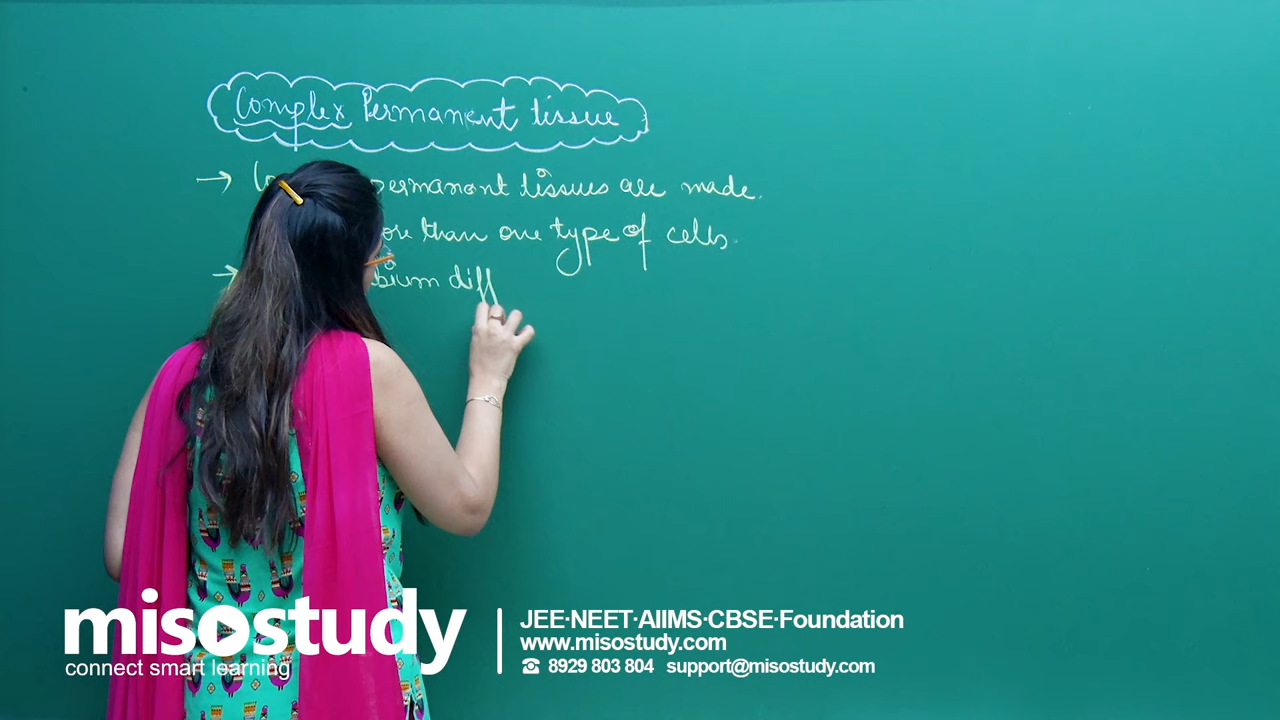 Complex Permanent tissue
→ permanent tissues are made.
than one type of cells.
→ diff
misostudy
connect smart learning
JEE·NEET·AIIMS·CBSE·Foundation
www.misostudy.com
☎ 8929 803 804 support@misostudy.com